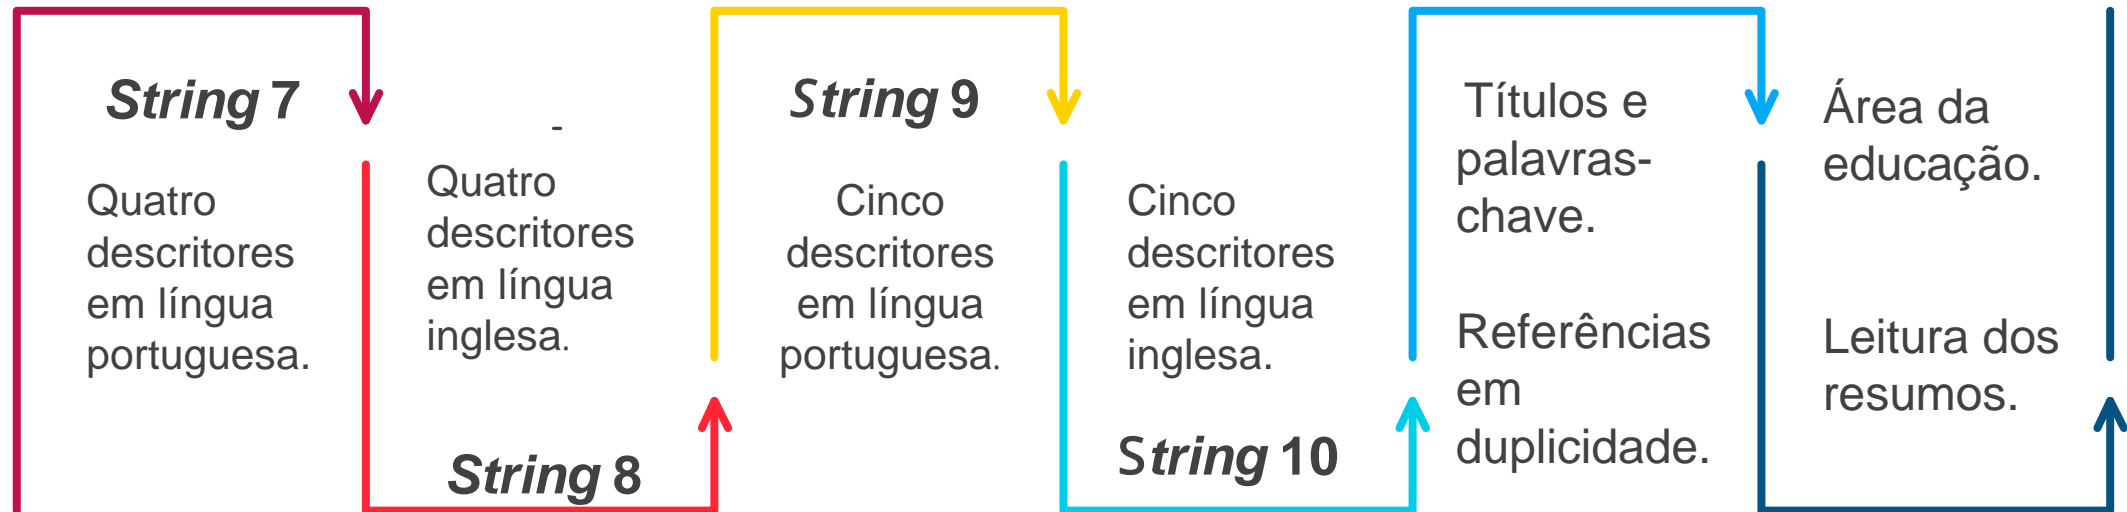 String 7
Quatro
descritores
em língua
portuguesa.
-
Quatro
descritores
em língua
inglesa.
String 8
String 9
Cinco
descritores
em língua
portuguesa.
Cinco
descritores
em língua
inglesa.
String 10
Títulos e
palavras-
chave.
Referências
em
duplicidade.
Área da
educação.
Leitura dos
resumos.